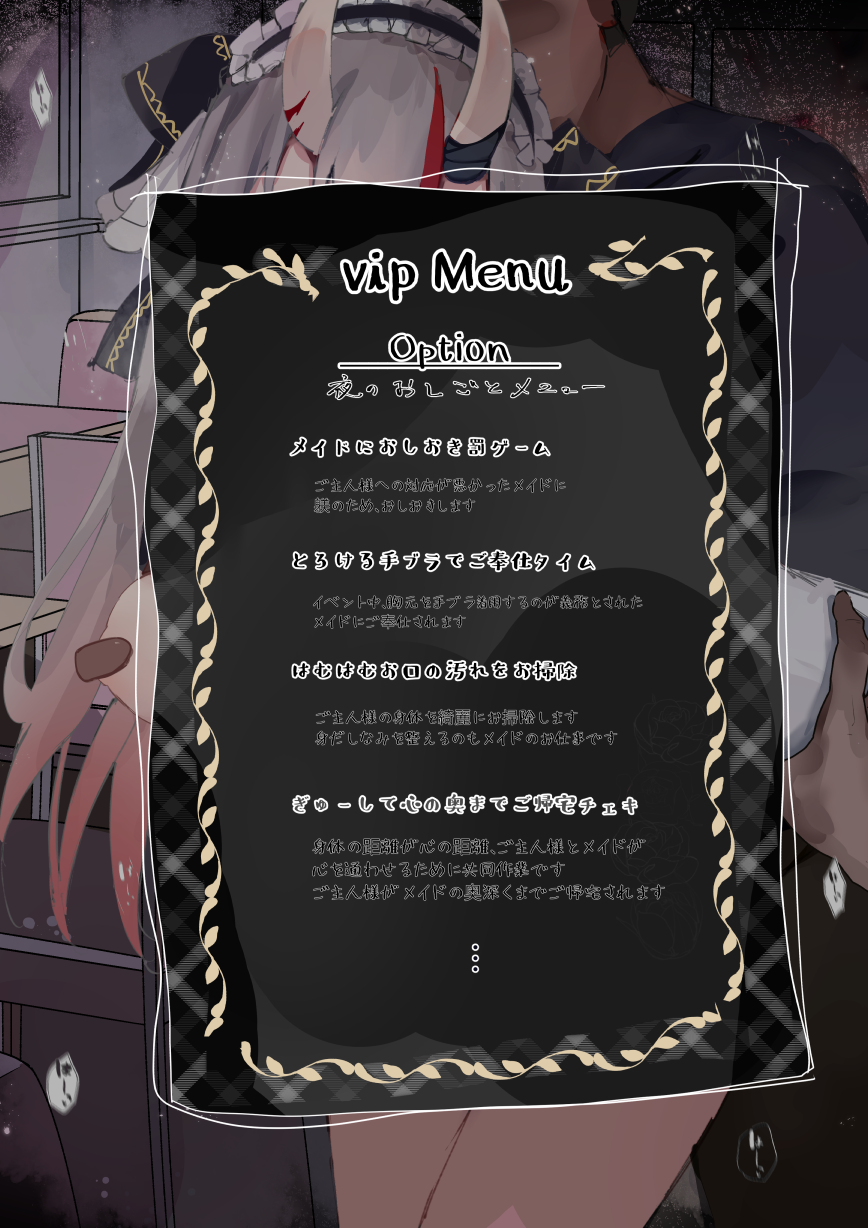 vip Menu
Option
夜のおしごとメニュー
メイドにおしおき罰ゲーム
ご主人様への対応が悪かったメイドに
躾のため、おしおきします
とろける手ブラでご奉仕タイム
イベント中、胸元を手ブラ着用するのが義務とされた
メイドにご奉仕されます
はむはむお口の汚れをお掃除
ご主人様の身体を綺麗にお掃除します
身だしなみを整えるのもメイドのお仕事です
ぎゅーして心の奥までご帰宅チェキ
身体の距離が心の距離、ご主人様とメイドが
心を通わせるために共同作業です
ご主人様がメイドの奥深くまでご帰宅されます